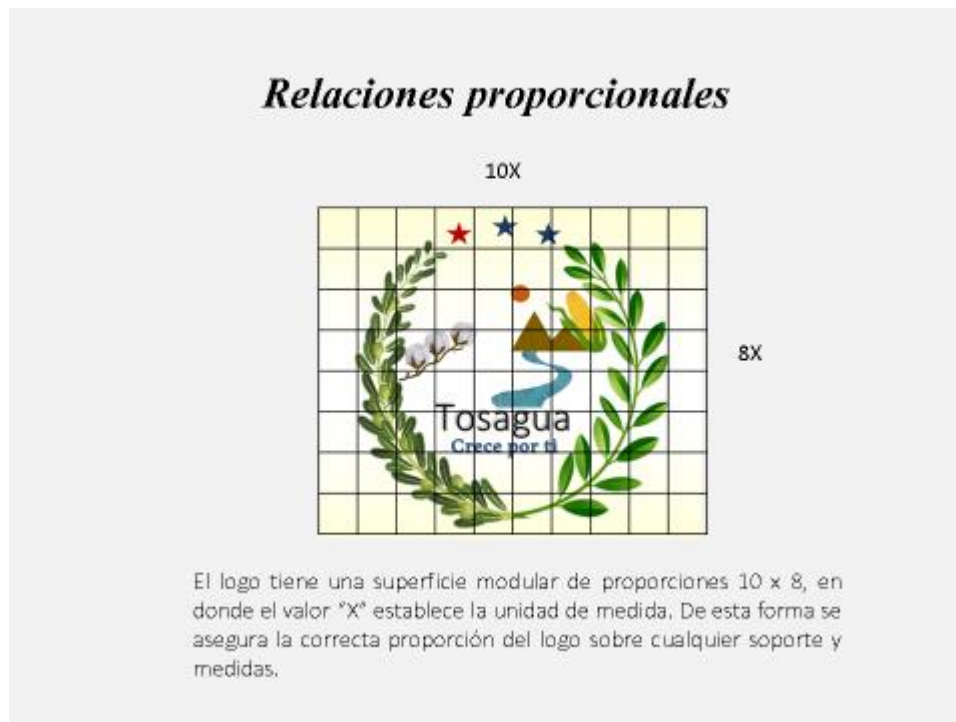 Relaciones proporcionales
10X
8X
Tosagua
Crece por ti
El logo tiene una superficie modular de proporciones 10 x 8, en
donde el valor "X" establece la unidad de medida. De esta forma se
asegura la correcta proporción del logo sobre cualquier soporte y
medidas.